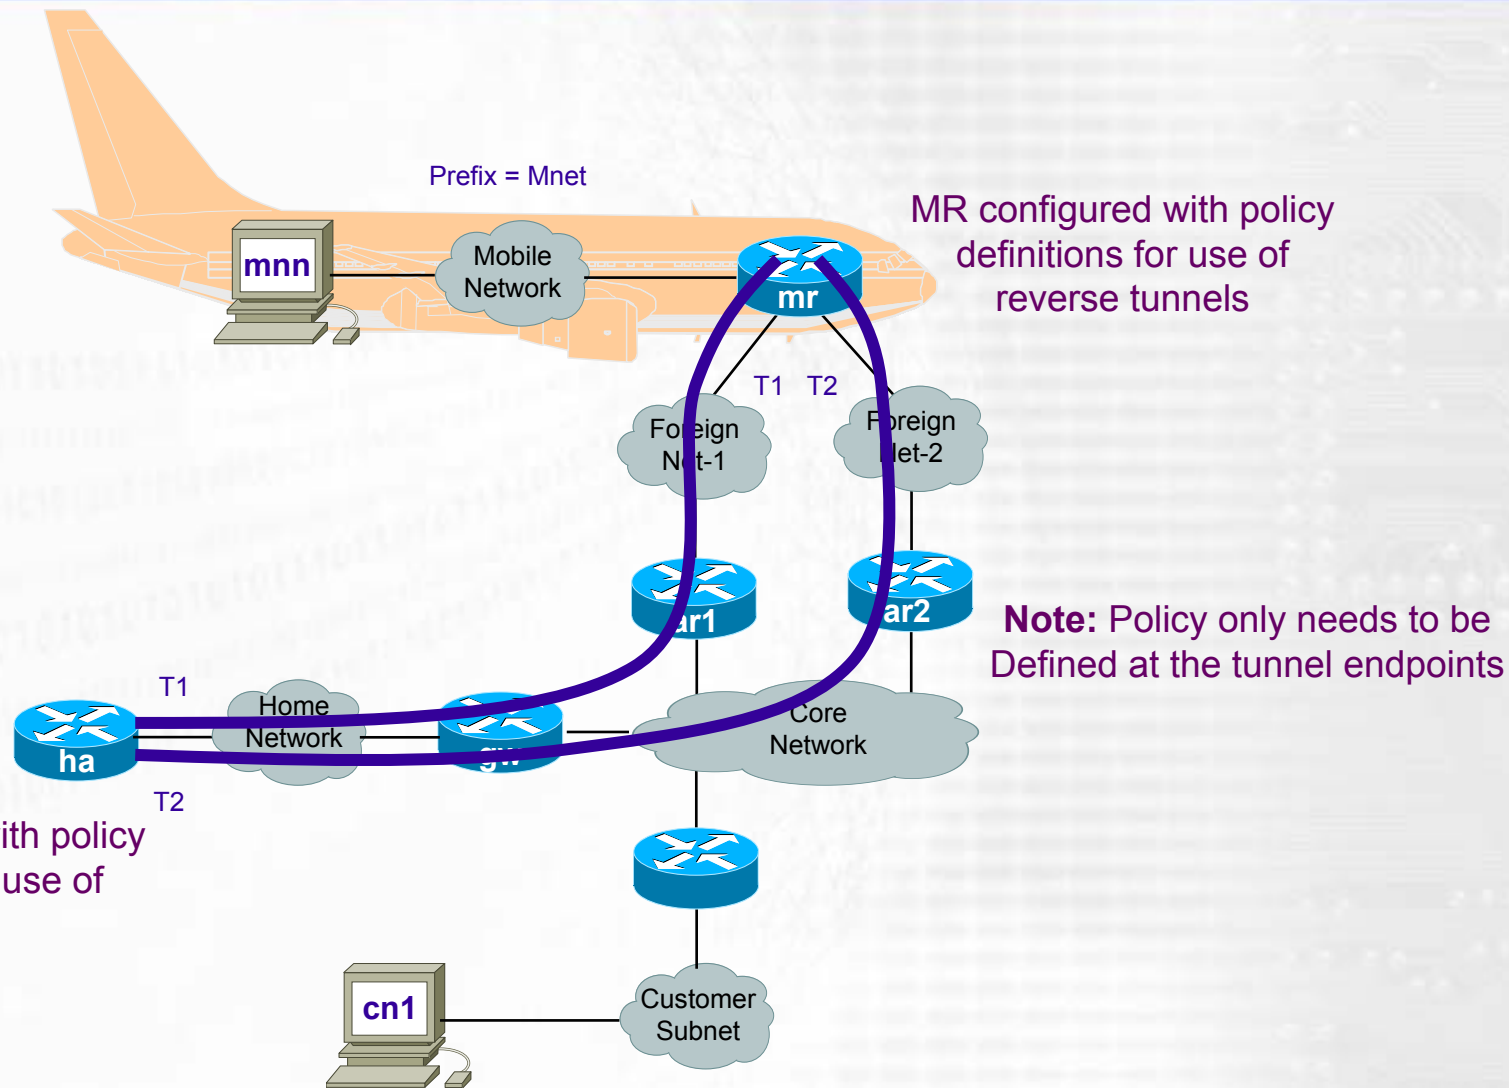 Prefix = Mnet
MR configured with policy
definitions for use of
reverse tunnels
mnn
Mobile
Network
mr
T1 T2
Foreign
Net-1
Foreign
Net-2
ar1
ar2
Note: Policy only needs to be
Defined at the tunnel endpoints
T1
Home
Network
gw
Core
Network
ha
T2
ith policy
use of
Customer
Subnet
cn1